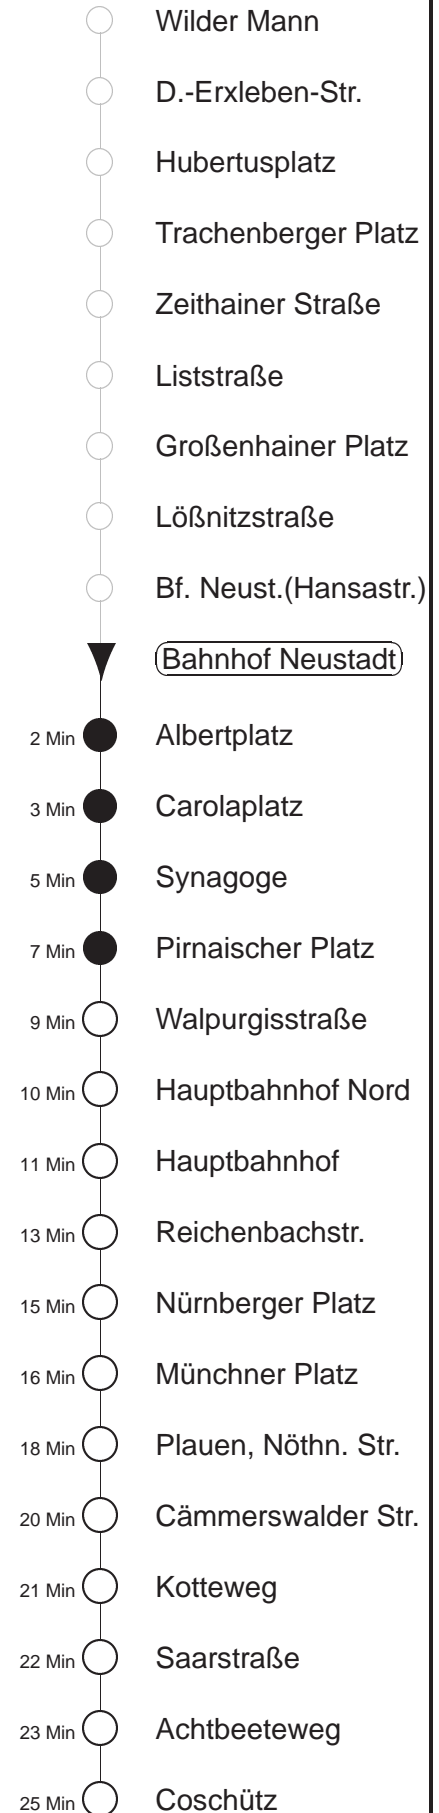 Wilder Mann
D.-Erxleben-Str.
Hubertusplatz
Trachenberger Platz
Zeithainer Straße
Liststraße
Großenhainer Platz
Lößnitzstraße
Bf. Neust.(Hansastr.)
Bahnhof Neustadt
2 Min Albertplatz
3 Min Carolaplatz
5 Min Synagoge
7 Min Pirnaischer Platz
9 Min Walpurgisstraße
10 Min Hauptbahnhof Nord
11 Min Hauptbahnhof
13 Min Reichenbachstr.
15 Min Nürnberger Platz
16 Min Münchner Platz
18 Min Plauen, Nöthn. Str.
20 Min Cämmerswalder Str.
21 Min Kotteweg
22 Min Saarstraße
23 Min Achtbeeteweg
25 Min Coschütz